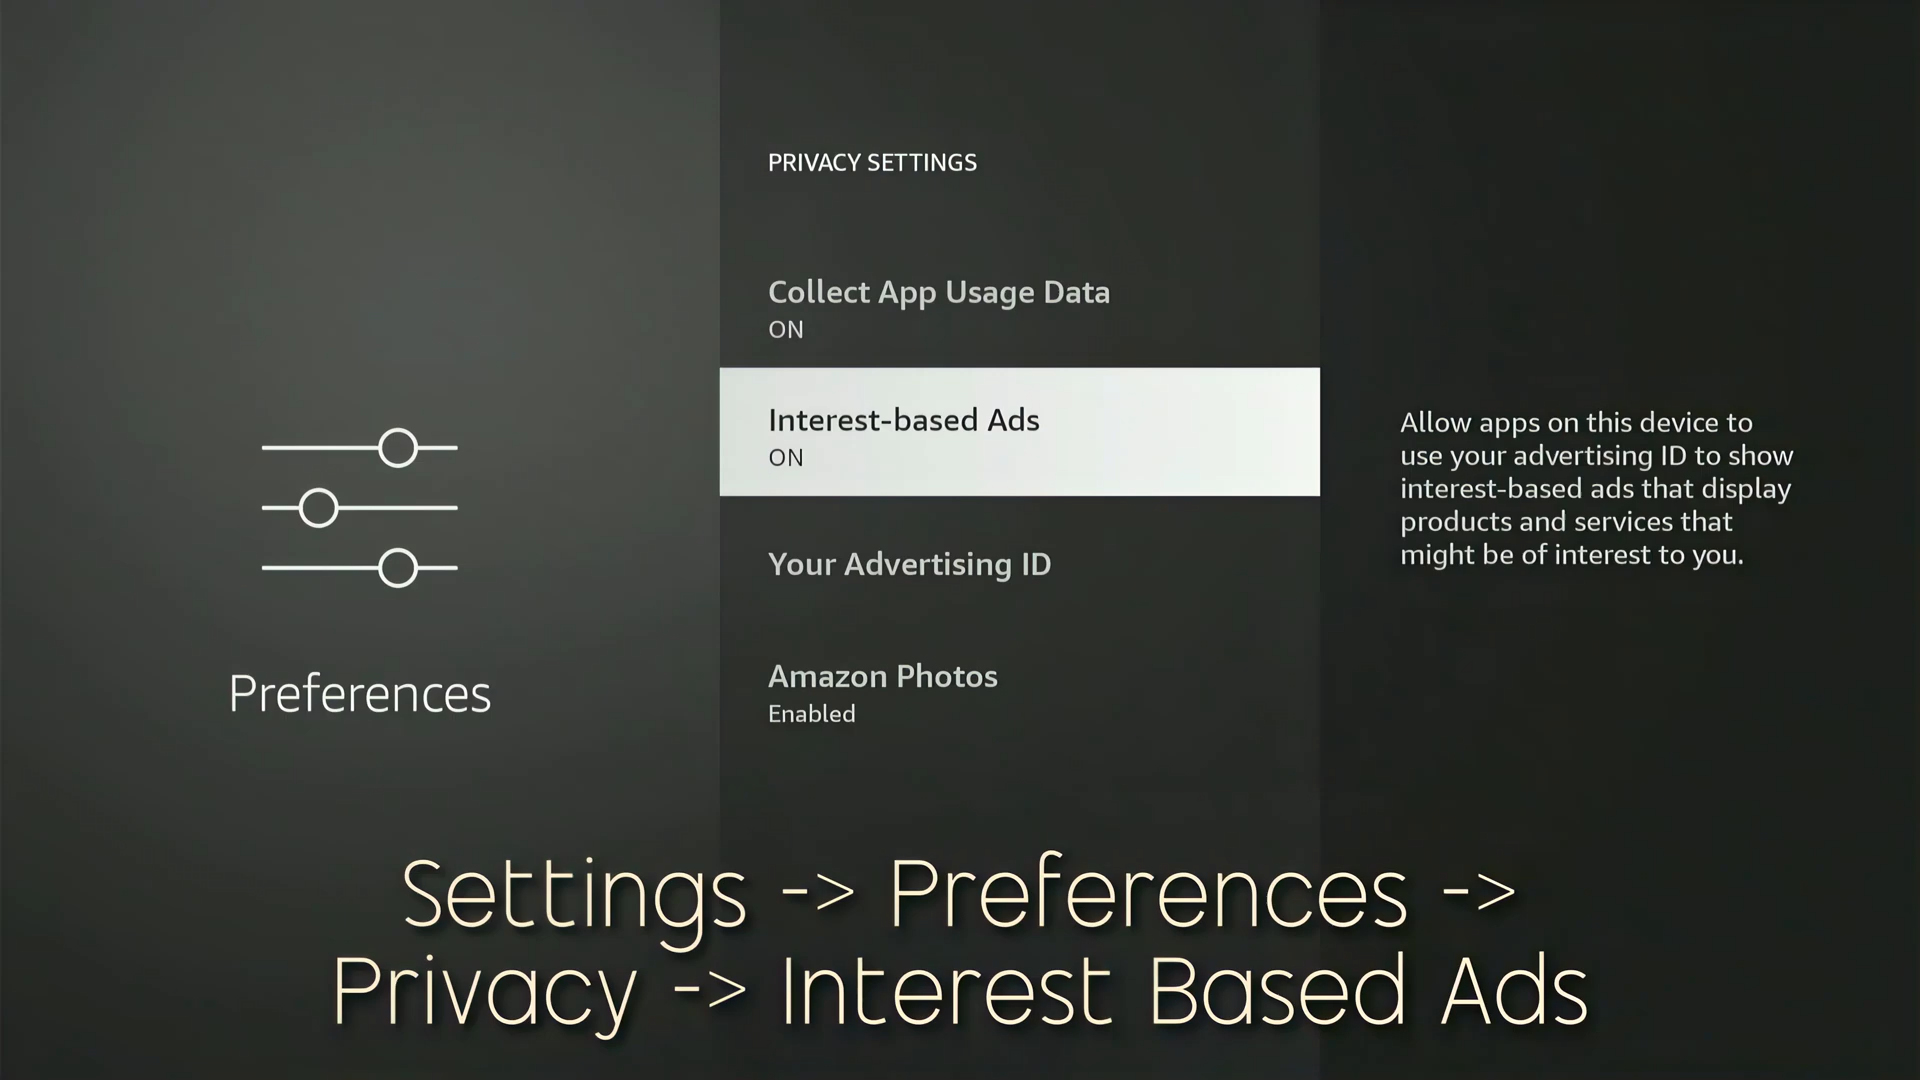 PRIVACY SETTINGS
Collect App Usage Data
ON
Interest-based Ads
ON
Your Advertising ID
Amazon Photos
Enabled
Preferences
Allow apps on this device to
use your advertising ID to show
interest-based ads that display
products and services that
might be of interest to you.
Settings -> Preferences ->
Privacy -> Interest Based Ads